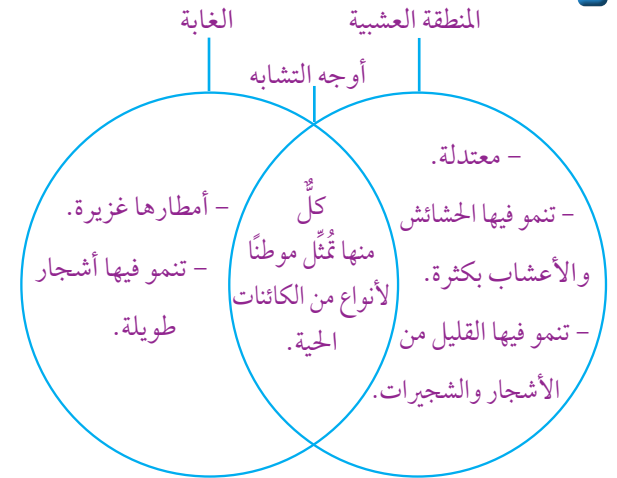 المنطقة العشبية
الغابة
أوجه التشابه
– معتدلة.
– تنمو فيها الحشائش
والأعشاب بكثرة.
– تنمو فيها القليل من
الأشجار والشجيرات.
كلٌّ
منها تُمثِّل موطنًا
لأنواع من الكائنات
الحية.
– أمطارها غزيرة.
– تنمو فيها أشجار
طويلة.